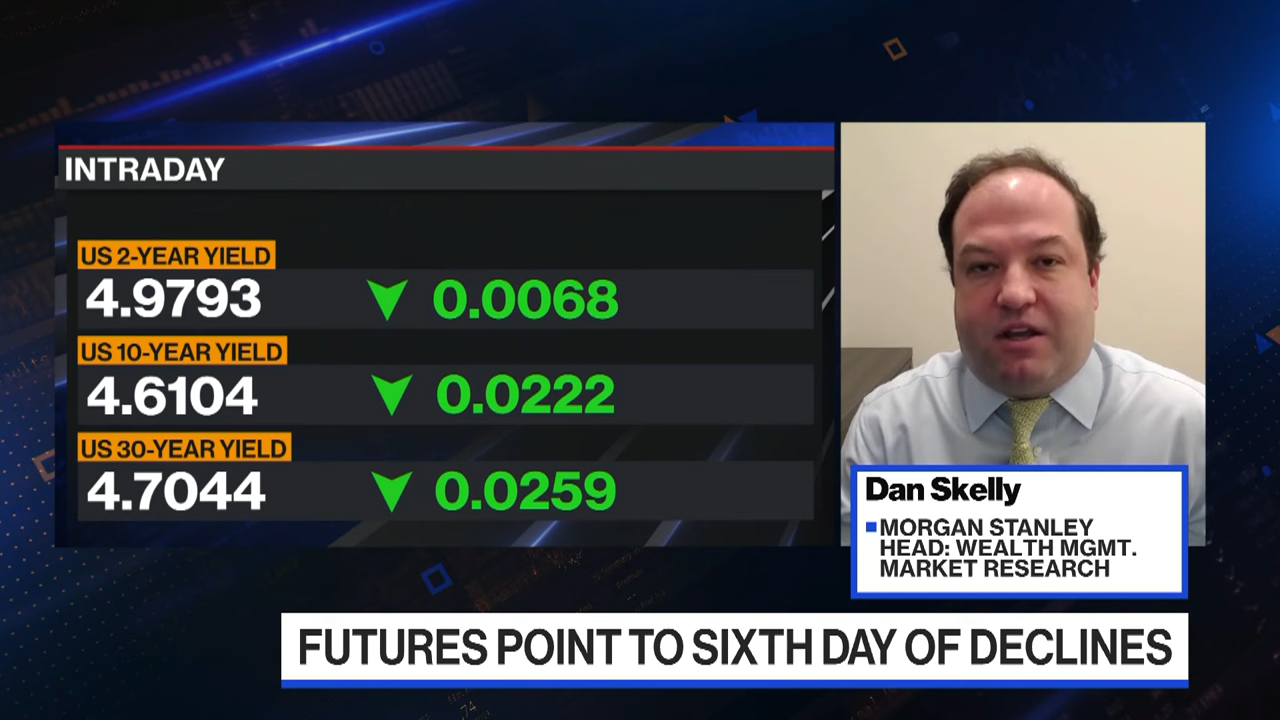 INTRADAY
US 2-YEAR YIELD
4.9793 ▼ 0.0068
US 10-YEAR YIELD
4.6104 ▼ 0.0222
US 30-YEAR YIELD
4.7044 ▼ 0.0259
Dan Skelly
MORGAN STANLEY
HEAD: WEALTH MGMT.
MARKET RESEARCH
FUTURES POINT TO SIXTH DAY OF DECLINES